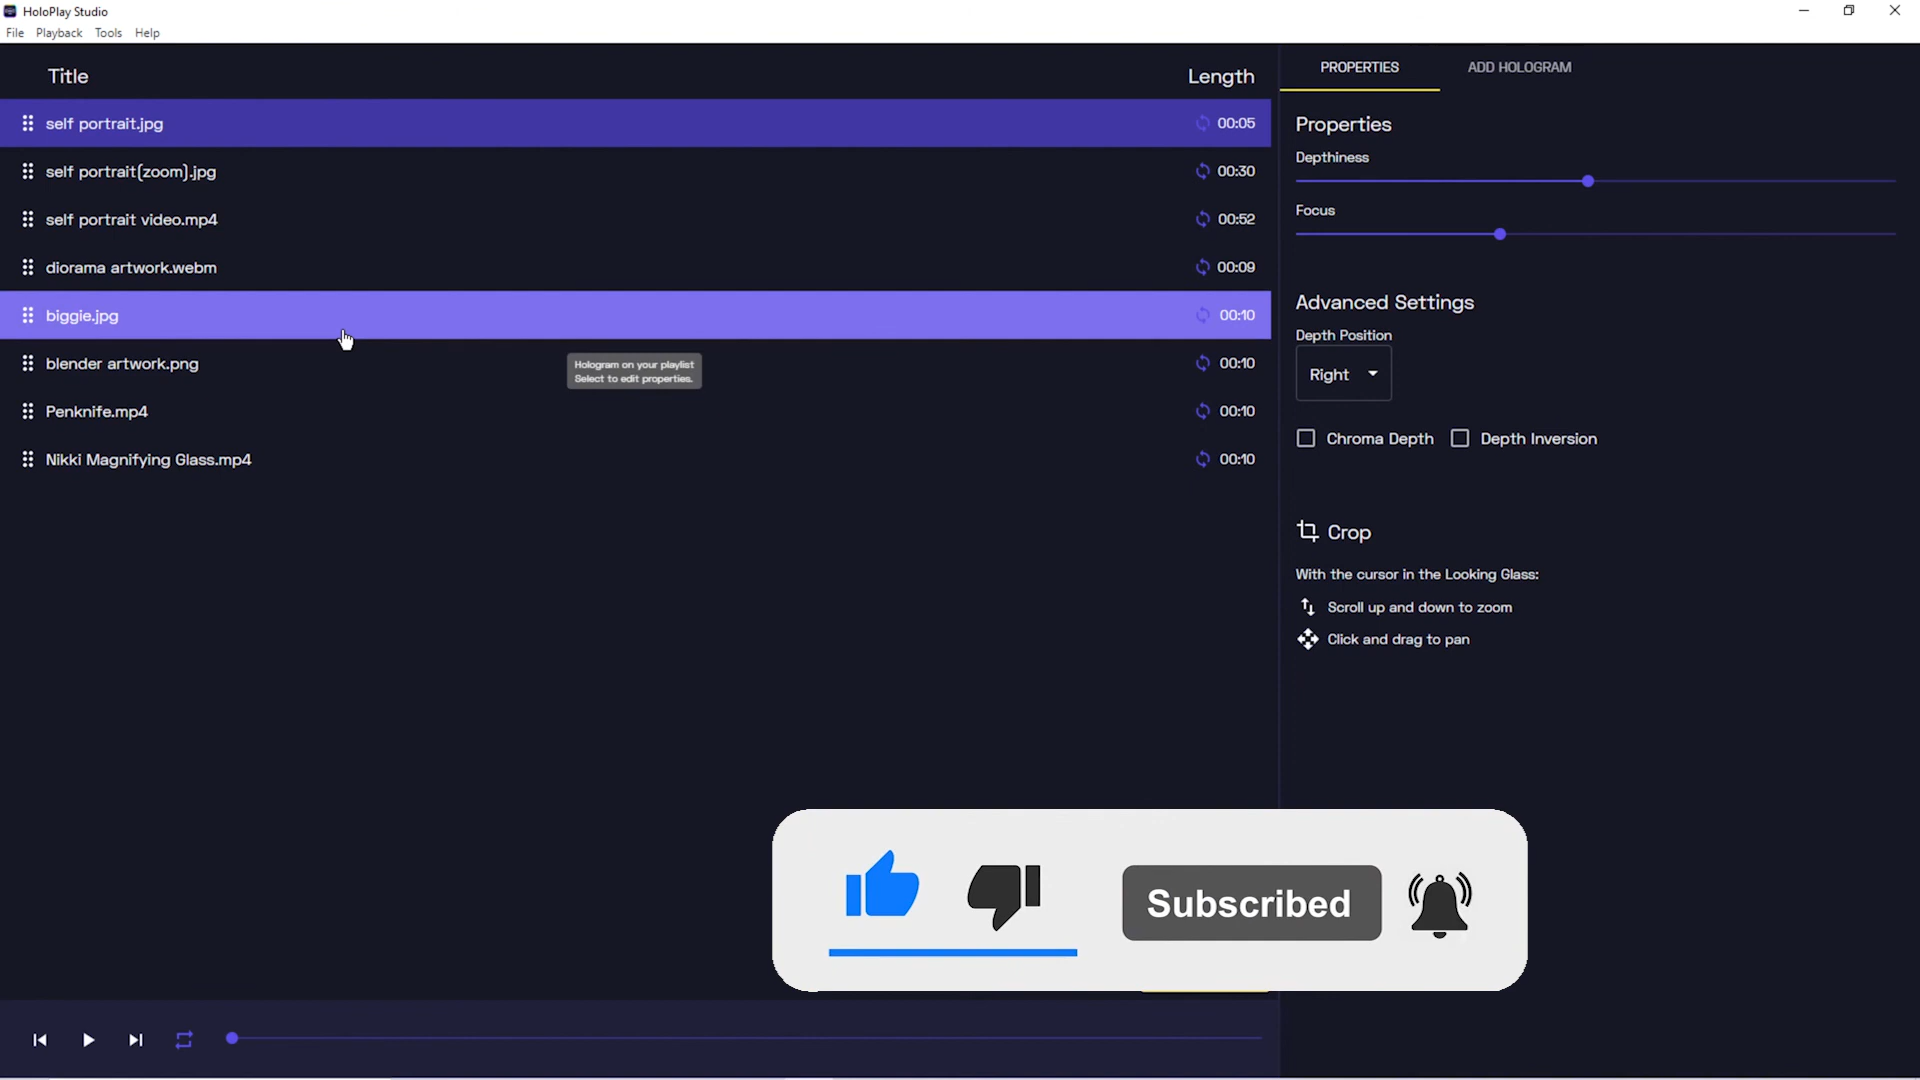 HoloPlay Studio
File Playback Tools Help
Title Length
self portrait.jpg 00:05
self portrait(zoom).jpg 00:30
self portrait video.mp4 00:52
diorama artwork.webm 00:09
biggie.jpg 00:10
Hologram on your playlist
Select to edit properties.
blender artwork.png 00:10
Penknife.mp4 00:10
Nikki Magnifying Glass.mp4 00:10
PROPERTIES ADD HOLOGRAM
Properties
Depthiness
Focus
Advanced Settings
Depth Position
Right
Chroma Depth Depth Inversion
Crop
With the cursor in the Looking Glass:
Scroll up and down to zoom
Click and drag to pan
Subscribed